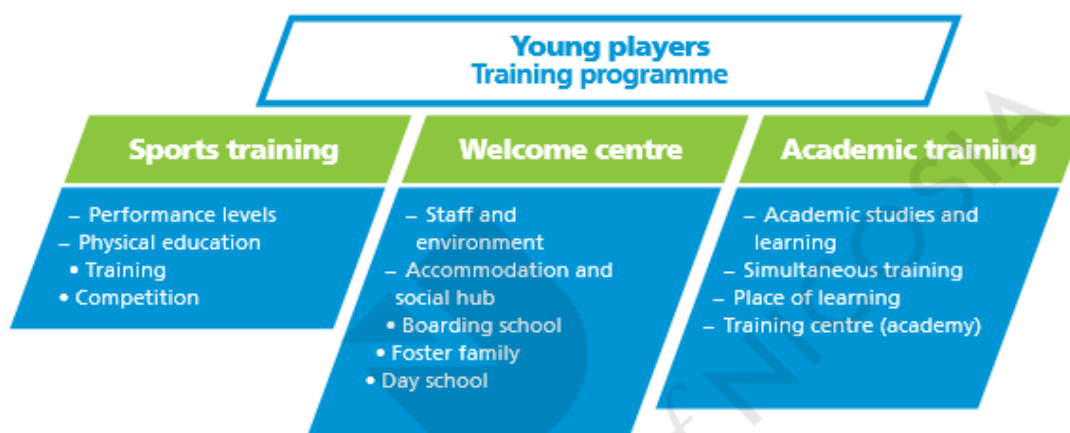 Young players
Training programme
Sports training
– Performance levels
– Physical education
• Training
• Competition
Welcome centre
– Staff and
environment
– Accommodation and
social hub
• Boarding school
• Foster family
• Day school
Academic training
– Academic studies and
learning
– Simultaneous training
– Place of learning
– Training centre (academy)
of NICOSIA